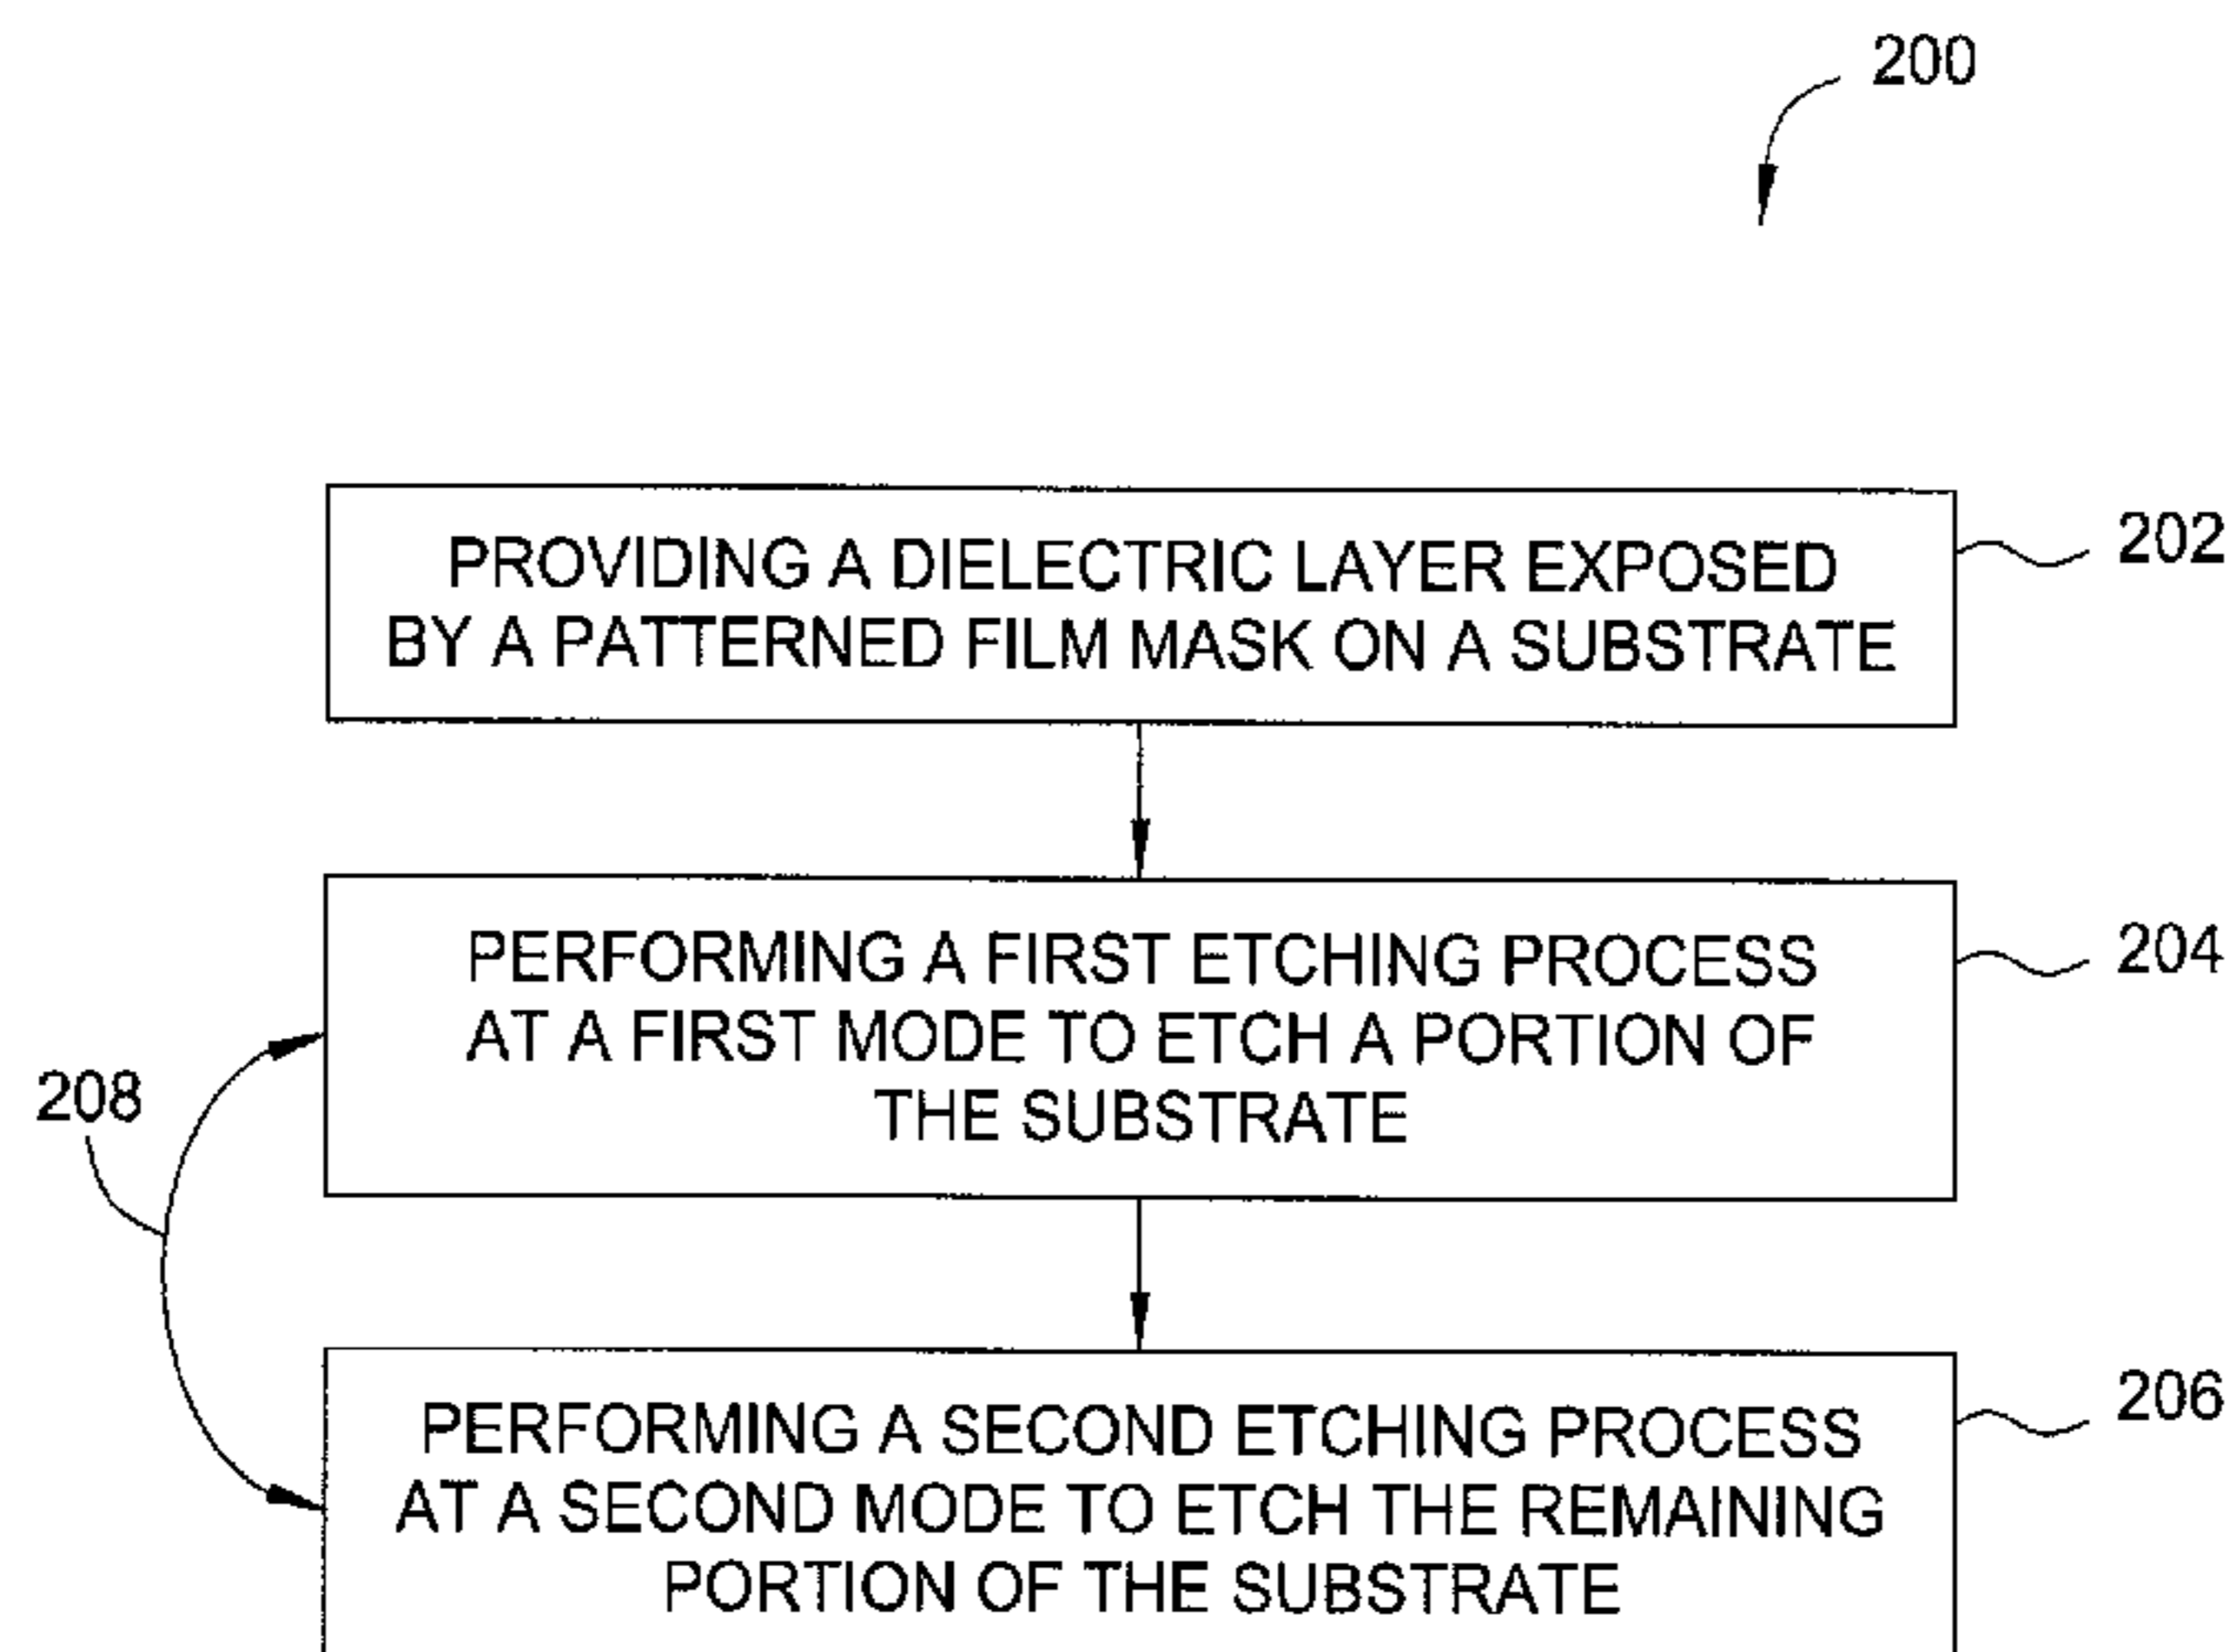 200
PROVIDING A DIELECTRIC LAYER EXPOSED
BY A PATTERNED FILM MASK ON A SUBSTRATE
202
PERFORMING A FIRST ETCHING PROCESS
AT A FIRST MODE TO ETCH A PORTION OF
THE SUBSTRATE
204
208
PERFORMING A SECOND ETCHING PROCESS
AT A SECOND MODE TO ETCH THE REMAINING
PORTION OF THE SUBSTRATE
206